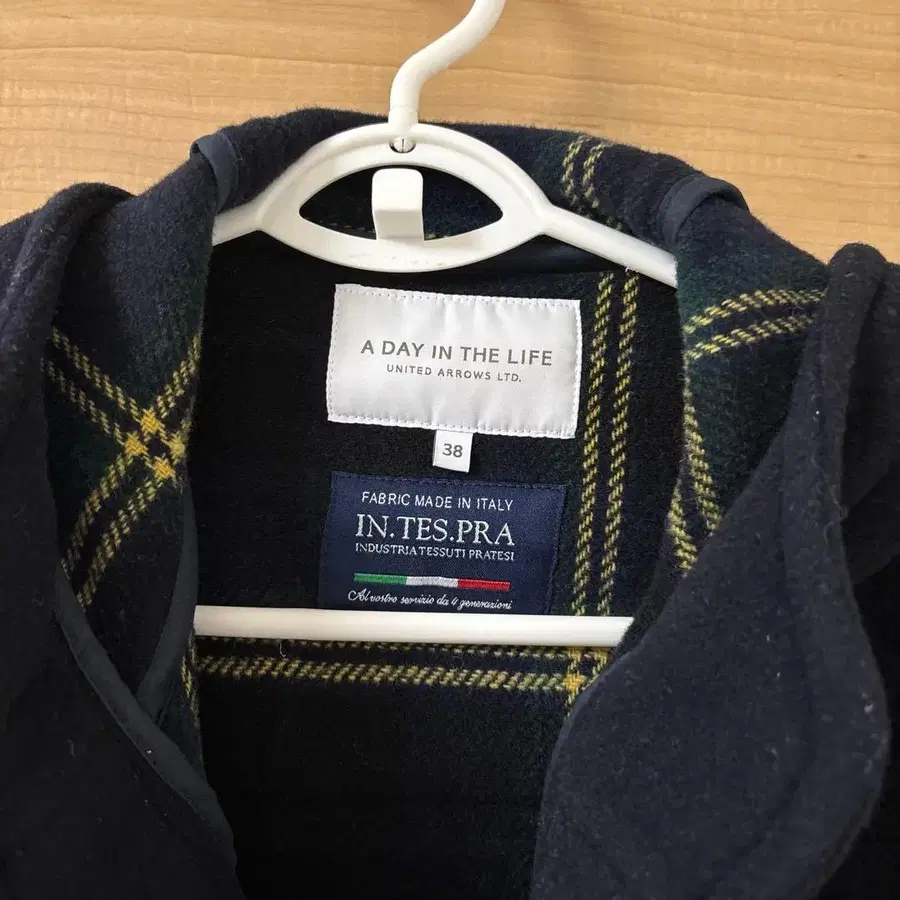 A DAY IN THE LIFE
UNITED ARROWS LTD.
38
FABRIC MADE IN ITALY
IN.TES.PRA
INDUSTRIA TESSUTI PRATESI
Al vostro servizio da 4 generazioni